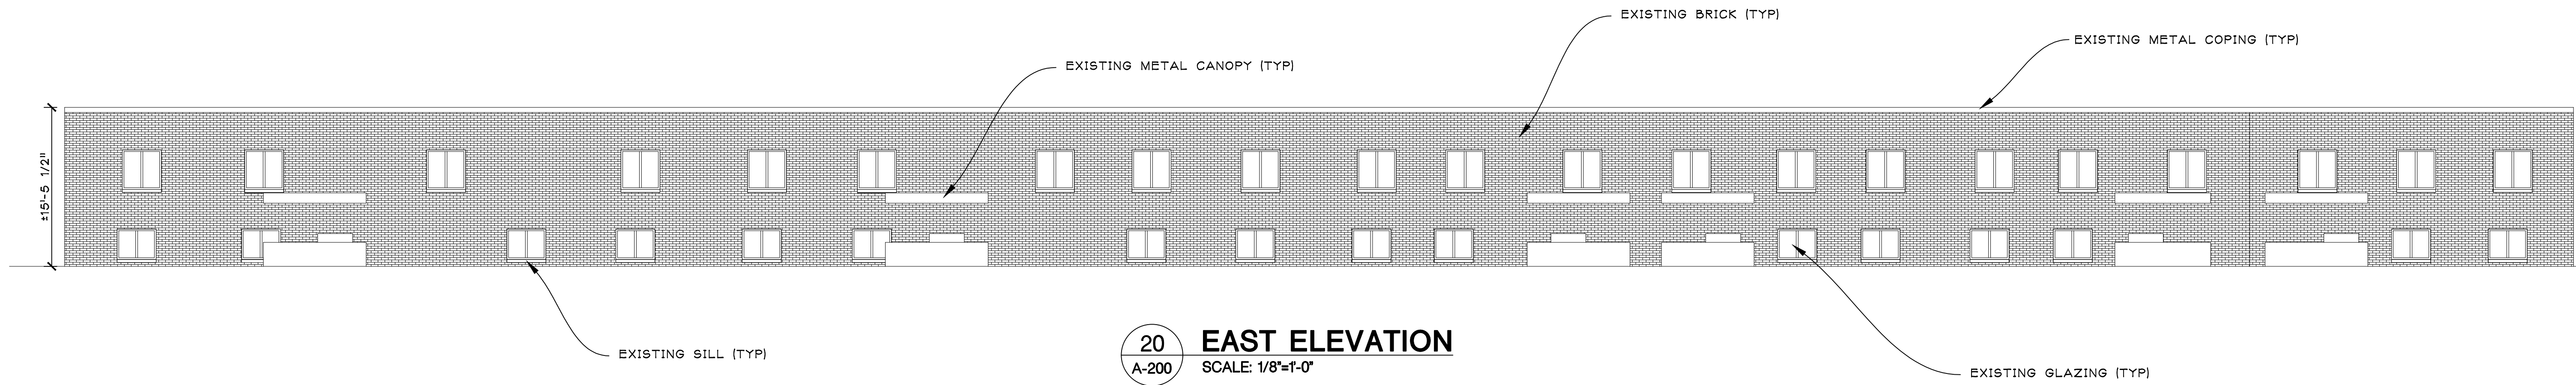 EXISTING BRICK (TYP)
EXISTING METAL COPING (TYP)
EXISTING METAL CANOPY (TYP)
±15'-5 1/2"
EXISTING SILL (TYP)
20
A-200
EAST ELEVATION
SCALE: 1/8"=1'-0"
EXISTING GLAZING (TYP)